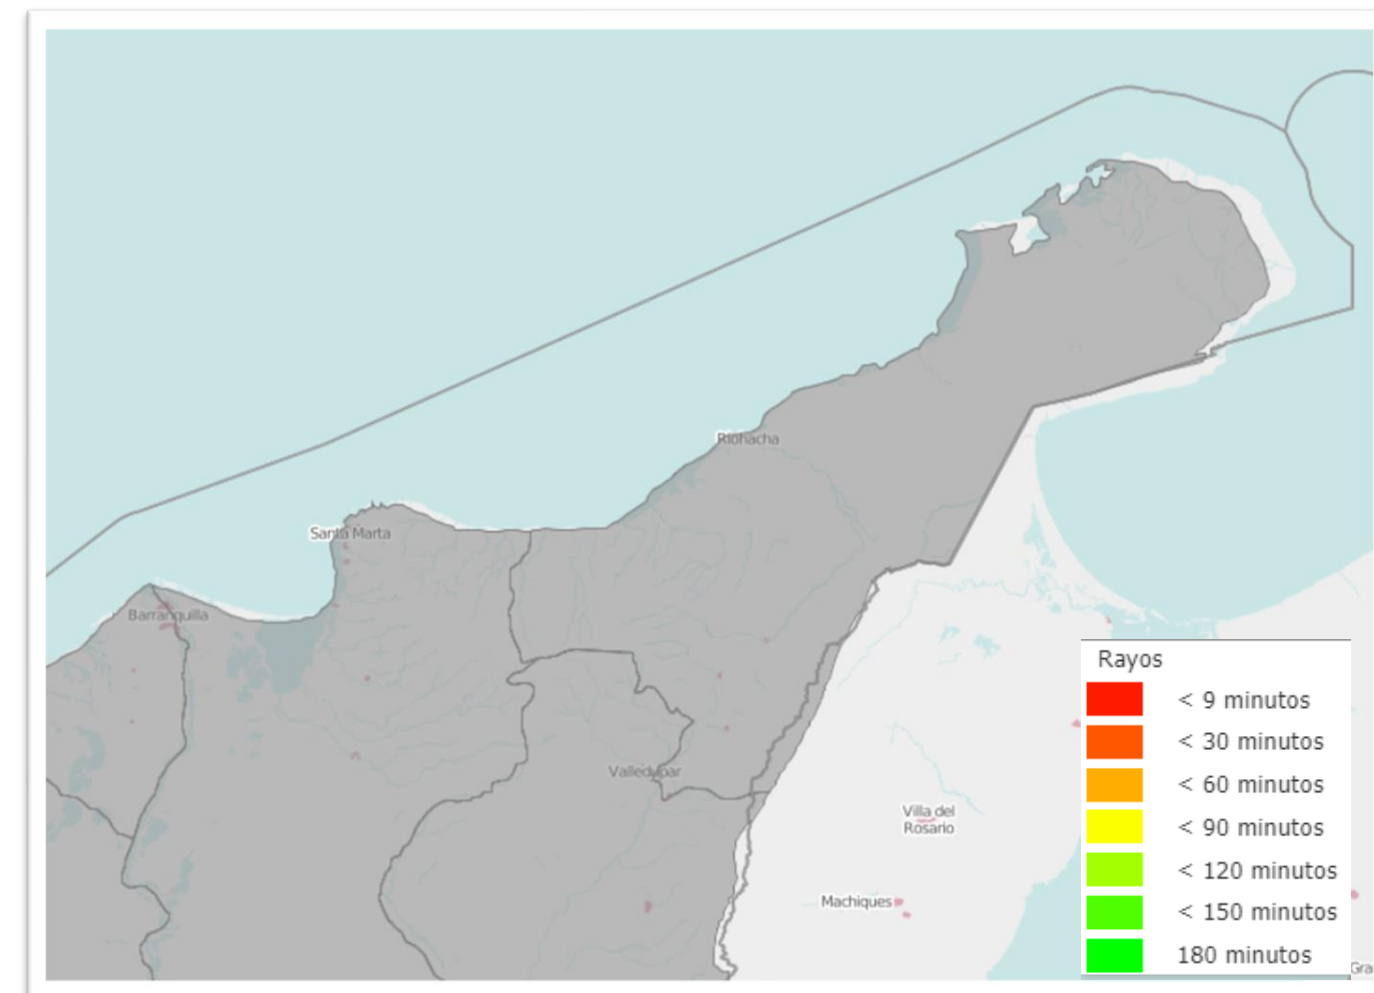 Riohacha
Santa Marta
Barranquilla
Valledupar
Villa del
Rosario
Machiques
Rayos
< 9 minutos
< 30 minutos
< 60 minutos
< 90 minutos
< 120 minutos
< 150 minutos
180 minutos
Gra